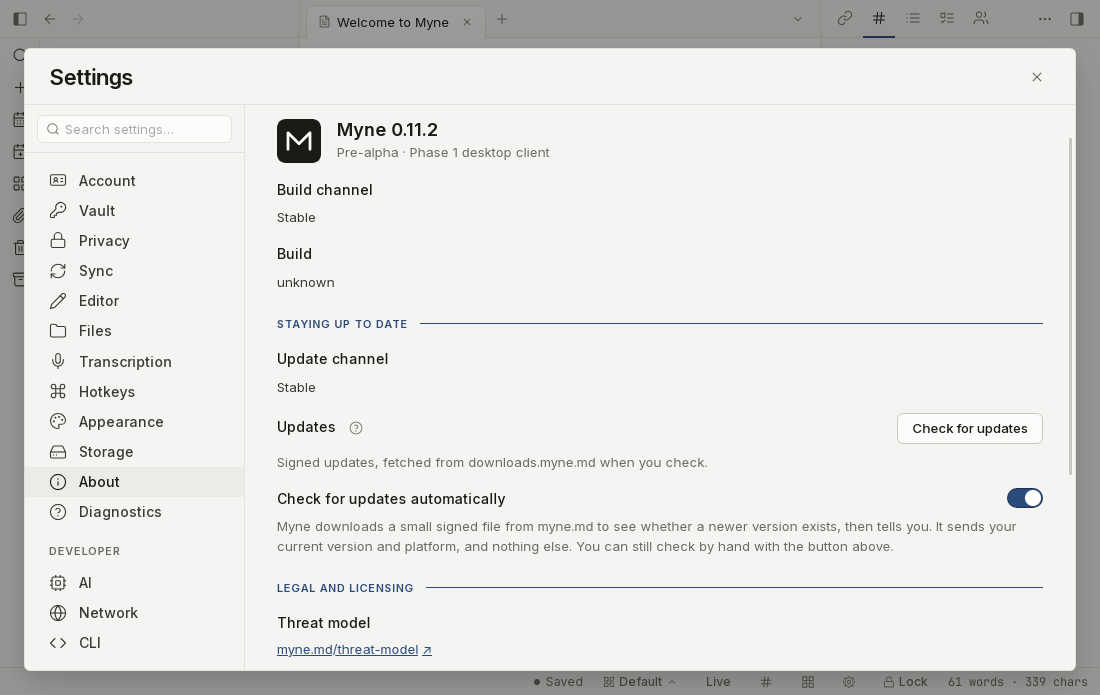 Welcome to Myne
Settings
Search settings...
Account
Vault
Privacy
Sync
Editor
Files
Transcription
Hotkeys
Appearance
Storage
About
Diagnostics
DEVELOPER
AI
Network
CLI
Myne 0.11.2
Pre-alpha · Phase 1 desktop client
Build channel
Stable
Build
unknown
STAYING UP TO DATE
Update channel
Stable
Updates
Check for updates
Signed updates, fetched from downloads.myne.md when you check.
Check for updates automatically
Myne downloads a small signed file from myne.md to see whether a newer version exists, then tells you. It sends your
current version and platform, and nothing else. You can still check by hand with the button above.
LEGAL AND LICENSING
Threat model
myne.md/threat-model ↗
Saved Default Live Lock 61 words · 339 chars